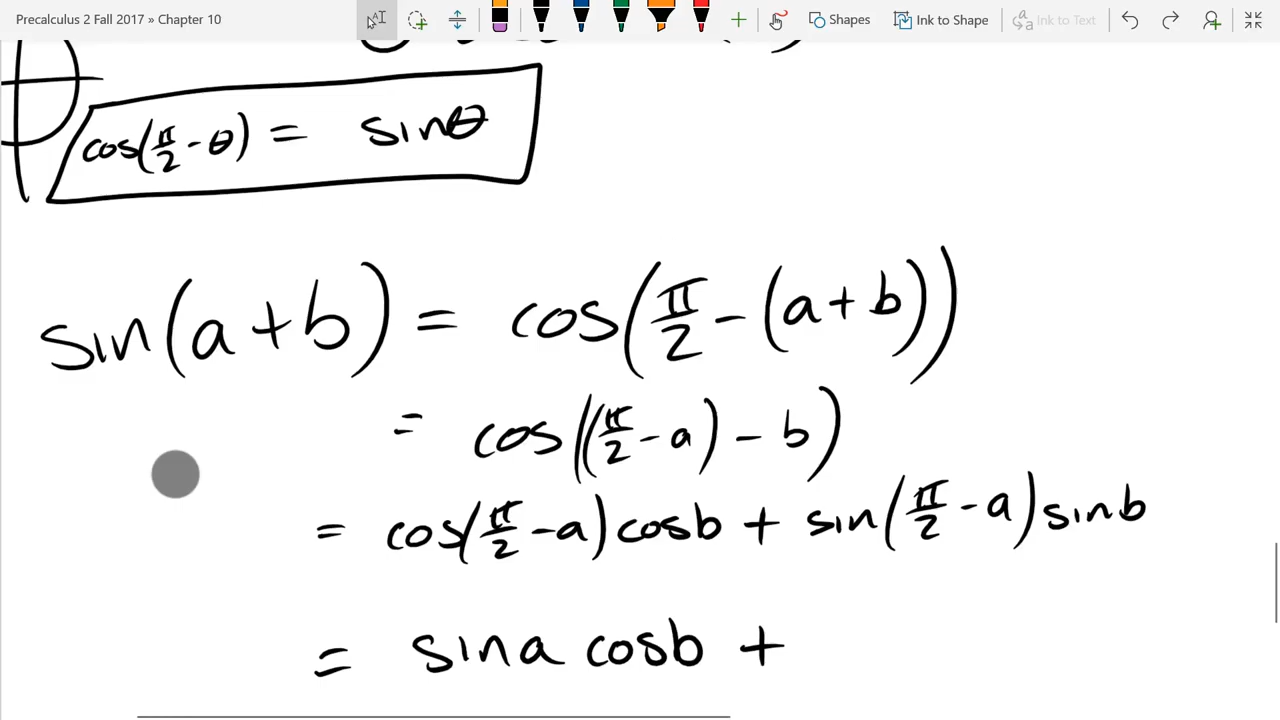 Precalculus 2 Fall 2017 » Chapter 10
Shapes
Ink to Shape
Ink to Text
cos(π/2 - θ) = sinθ
sin(a+b) = cos(π/2 - (a+b))
= cos((π/2 - a) - b)
= cos(π/2 - a)cosb + sin(π/2 - a)sinb
= sina cosb +